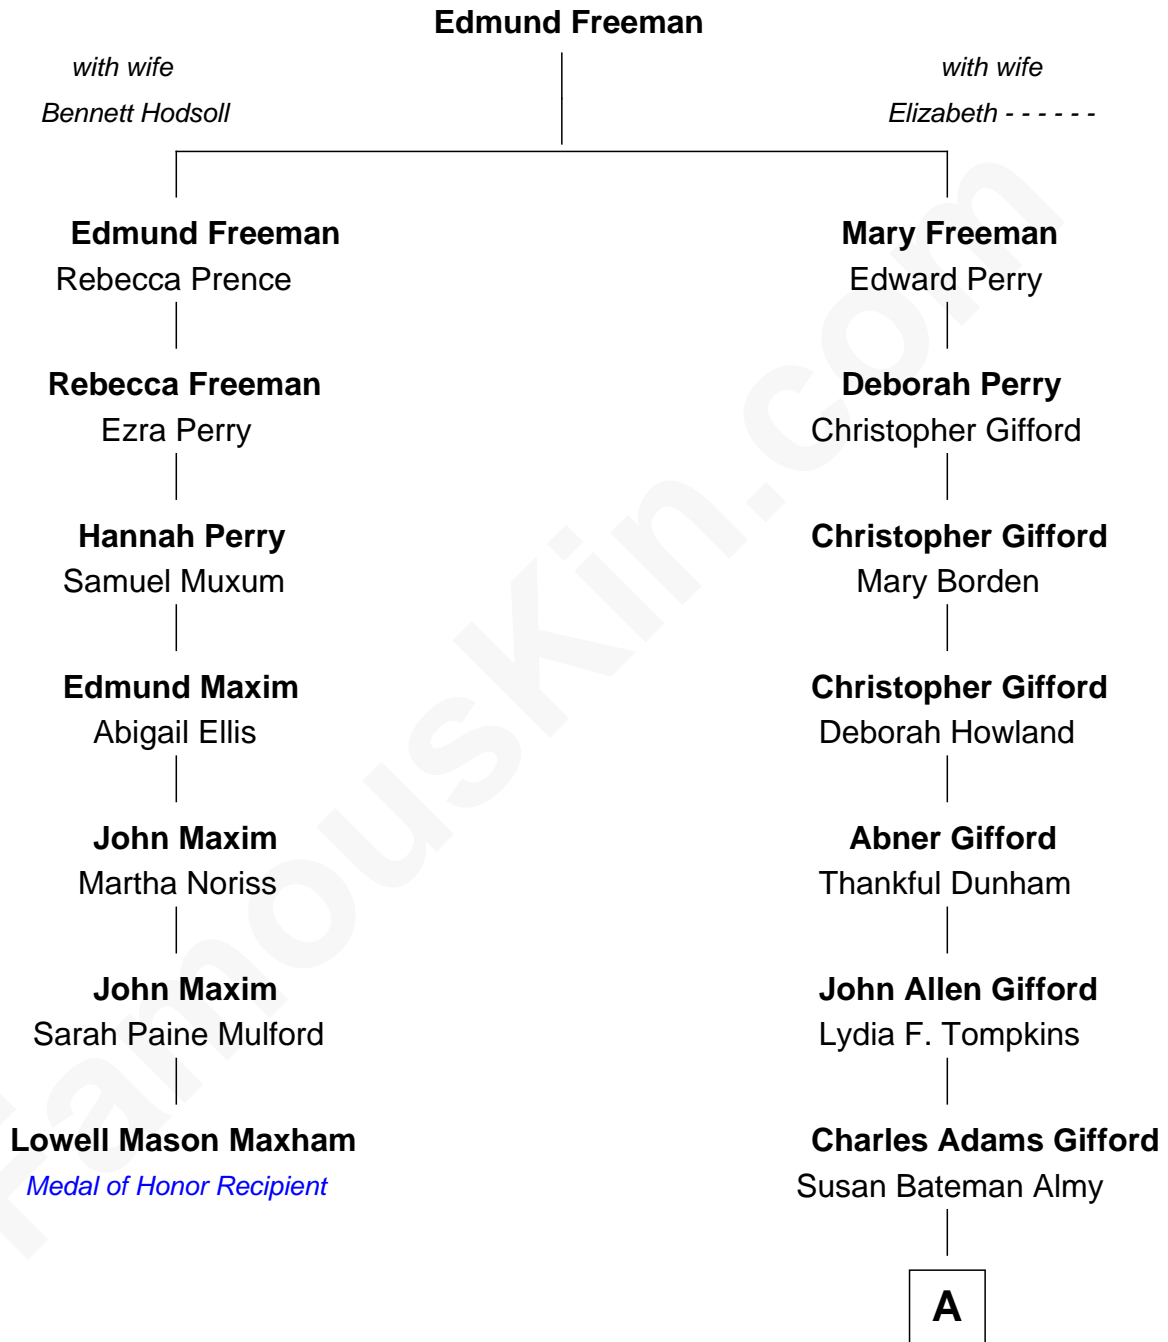 Edmund Freeman
with wife
Bennett Hodsoll
with wife
Elizabeth - - - - - -
Edmund Freeman
Rebecca Prence
Mary Freeman
Edward Perry
Rebecca Freeman
Ezra Perry
Deborah Perry
Christopher Gifford
Hannah Perry
Samuel Muxum
Christopher Gifford
Mary Borden
Edmund Maxim
Abigail Ellis
Christopher Gifford
Deborah Howland
John Maxim
Martha Noriss
Abner Gifford
Thankful Dunham
John Maxim
Sarah Paine Mulford
John Allen Gifford
Lydia F. Tompkins
Lowell Mason Maxham
Medal of Honor Recipient
Charles Adams Gifford
Susan Bateman Almy
A
FamousKin.com